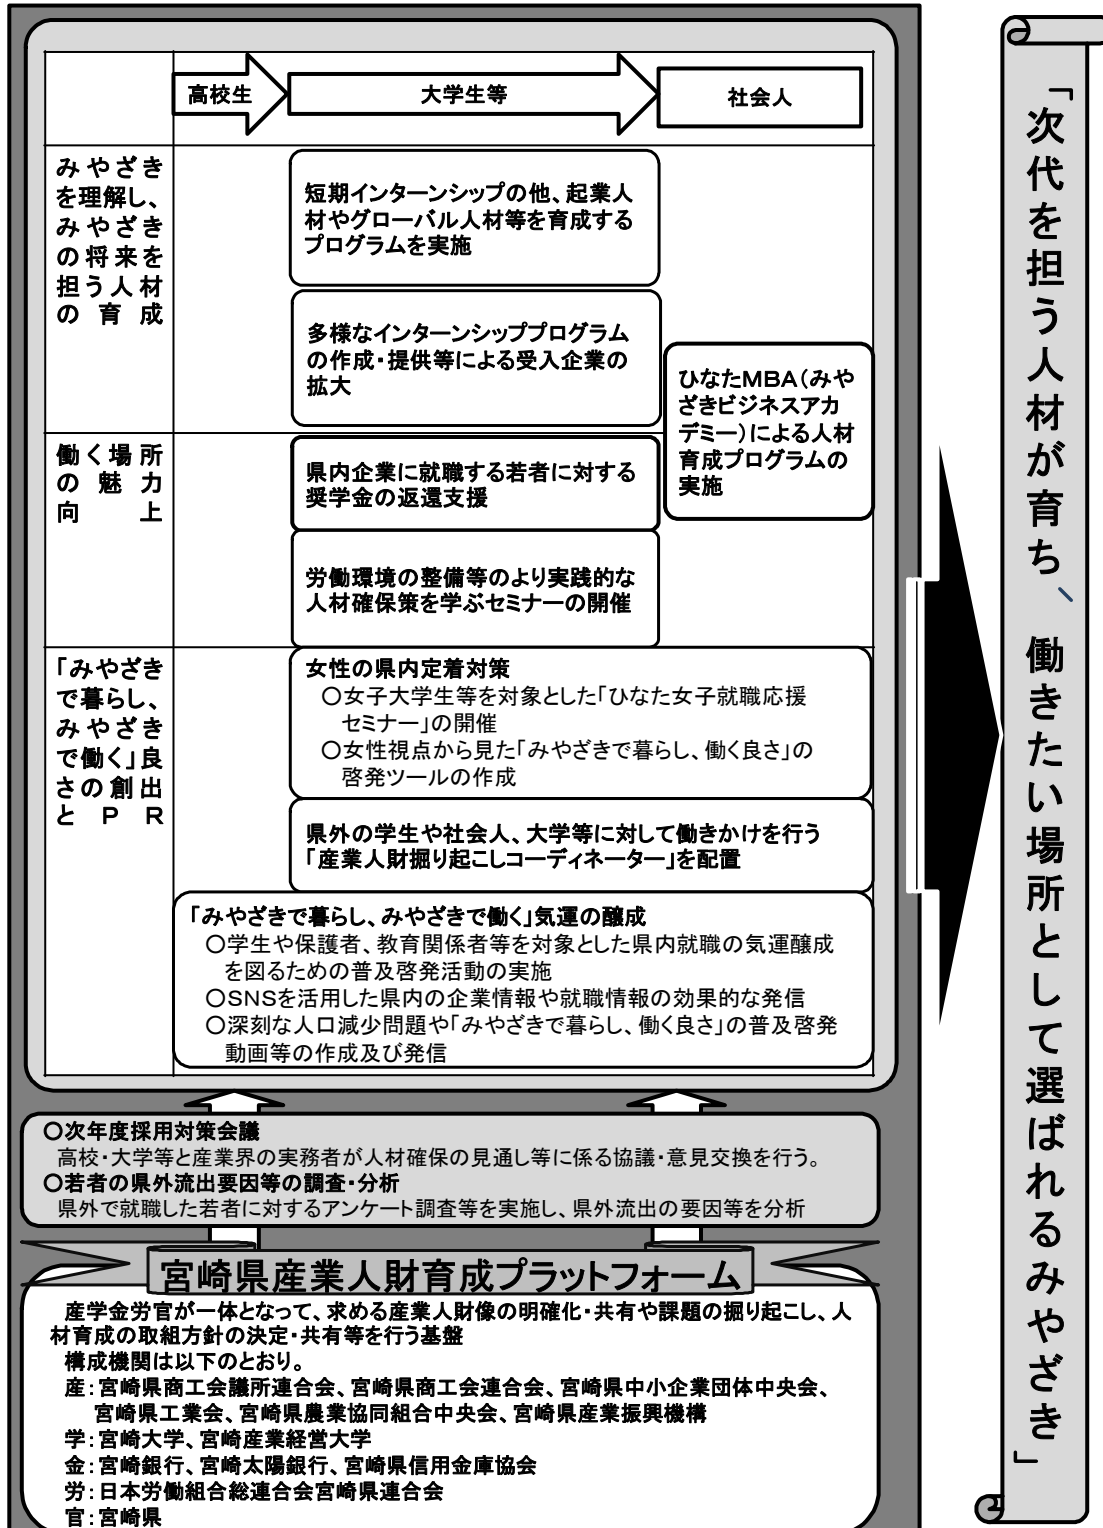 高校生
大学生等
社会人
みやざき
を理解し、
みやざき
の将来を
担う人材
の育成
短期インターンシップの他、起業人
材やグローバル人材等を育成する
プログラムを実施
多様なインターンシッププログラム
の作成・提供等による受入企業の
拡大
ひなたMBA(みや
ざきビジネスアカ
デミー)による人材
育成プログラムの
実施
働く場所
の魅力
向上
県内企業に就職する若者に対する
奨学金の返還支援
労働環境の整備等のより実践的な
人材確保策を学ぶセミナーの開催
「みやざき
で暮らし、
みやざき
で働く」良
さの創出
とPR
女性の県内定着対策
○女子大学生等を対象とした「ひなた女子就職応援
セミナー」の開催
○女性視点から見た「みやざきで暮らし、働く良さ」の
啓発ツールの作成
県外の学生や社会人、大学等に対して働きかけを行う
「産業人財掘り起こしコーディネーター」を配置
「みやざきで暮らし、みやざきで働く」気運の醸成
○学生や保護者、教育関係者等を対象とした県内就職の気運醸成
を図るための普及啓発活動の実施
○SNSを活用した県内の企業情報や就職情報の効果的な発信
○深刻な人口減少問題や「みやざきで暮らし、働く良さ」の普及啓発
動画等の作成及び発信
○次年度採用対策会議
高校・大学等と産業界の実務者が人材確保の見通し等に係る協議・意見交換を行う。
○若者の県外流出要因等の調査・分析
県外で就職した若者に対するアンケート調査等を実施し、県外流出の要因等を分析
宮崎県産業人財育成プラットフォーム
産学金労官が一体となって、求める産業人財像の明確化・共有や課題の掘り起こし、人
材育成の取組方針の決定・共有等を行う基盤
構成機関は以下のとおり。
産：宮崎県商工会議所連合会、宮崎県商工会連合会、宮崎県中小企業団体中央会、
宮崎県工業会、宮崎県農業協同組合中央会、宮崎県産業振興機構
学：宮崎大学、宮崎産業経営大学
金：宮崎銀行、宮崎太陽銀行、宮崎県信用金庫協会
労：日本労働組合総連合会宮崎県連合会
官：宮崎県
「次代を担う人材が育ち、働きたい場所として選ばれるみやざき」